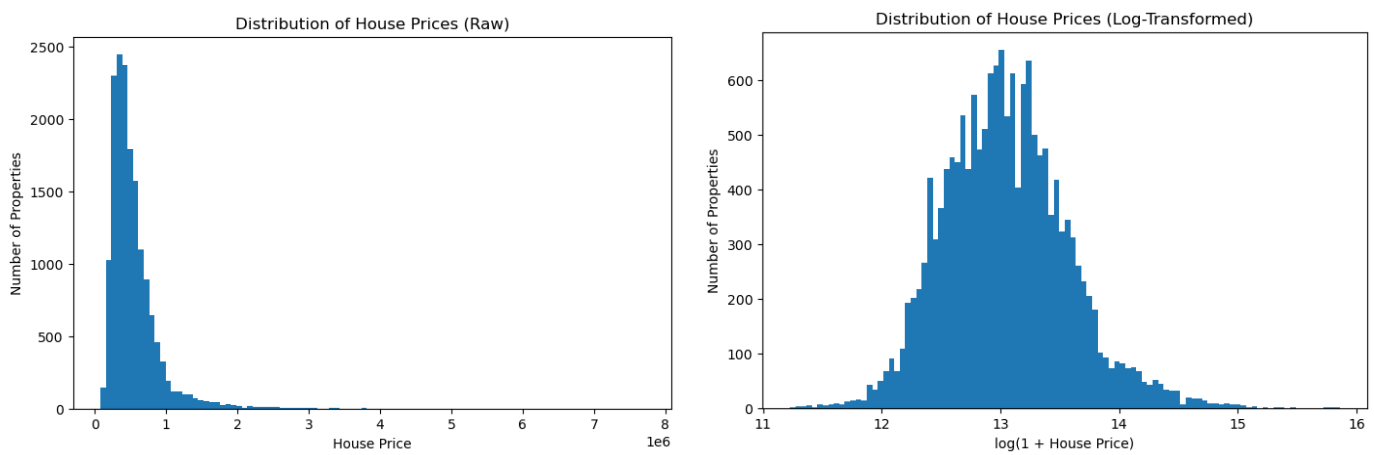 Distribution of House Prices (Raw)
2500
2000
1500
1000
500
0
Number of Properties
0 1 2 3 4 5 6 7 8
1e6
House Price
Distribution of House Prices (Log-Transformed)
600
500
400
300
200
100
0
Number of Properties
11 12 13 14 15 16
log(1 + House Price)